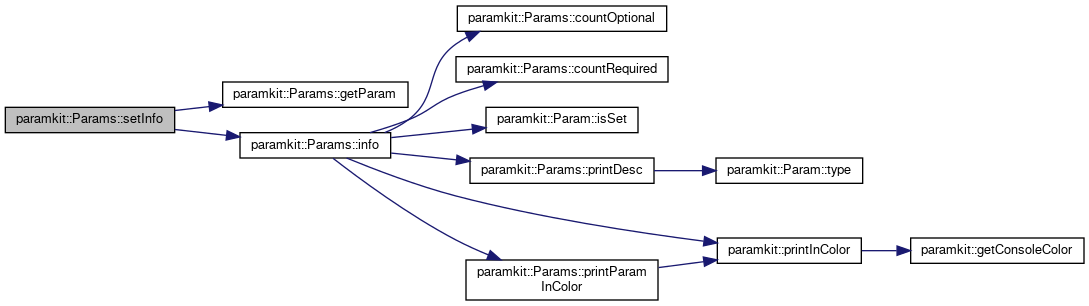 paramkit::Params::countOptional
paramkit::Params::countRequired
paramkit::Params::getParam
paramkit::Params::setInfo
paramkit::Param::isSet
paramkit::Params::info
paramkit::Params::printDesc
paramkit::Param::type
paramkit::printInColor
paramkit::getConsoleColor
paramkit::Params::printParam
InColor